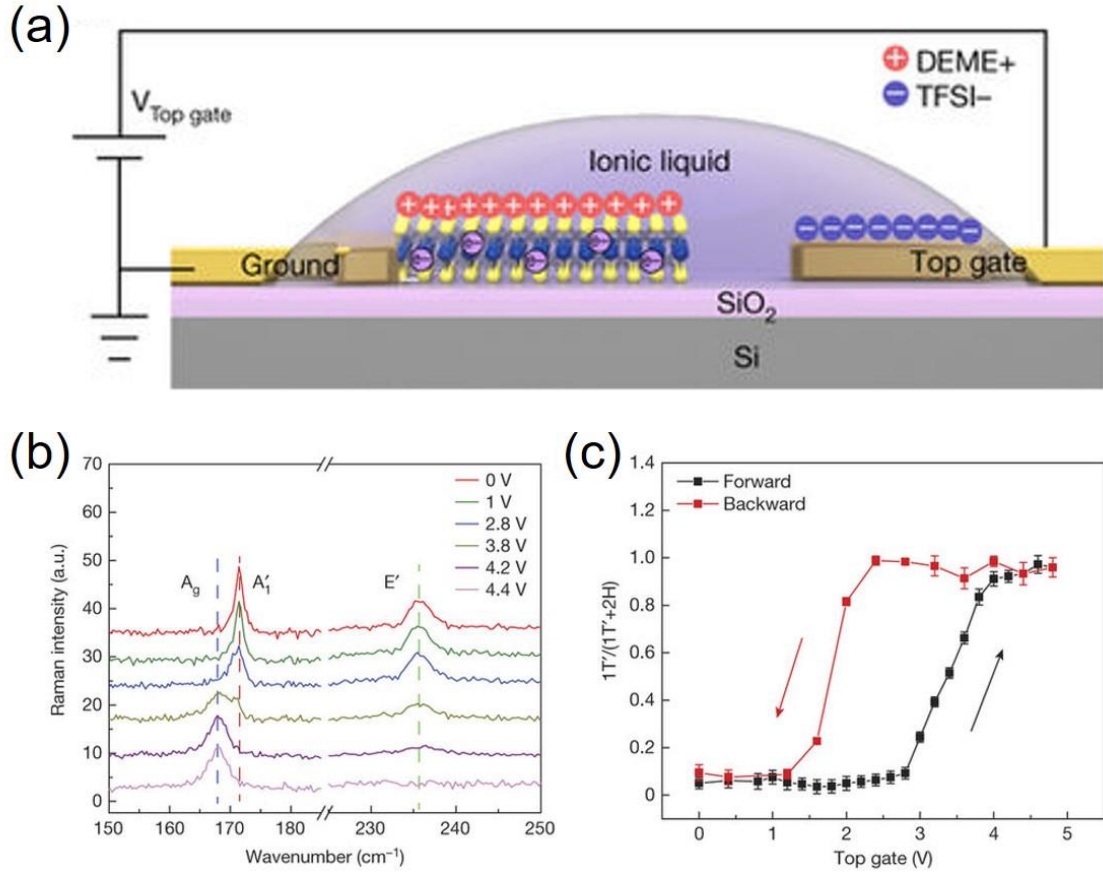 (a)
DEME+
TFSI−
V Top gate
Ionic liquid
Ground
Top gate
SiO2
Si
(b)
70
60
50
40
30
20
10
0
Raman intensity (a.u.)
0 V
1 V
2.8 V
3.8 V
4.2 V
4.4 V
Ag
A′1
E′
150 160 170 180 230 240 250
Wavenumber (cm−1)
(c)
1.4
1.2
1.0
0.8
0.6
0.4
0.2
0
1T′/(1T′+2H)
Forward
Backward
0 1 2 3 4 5
Top gate (V)